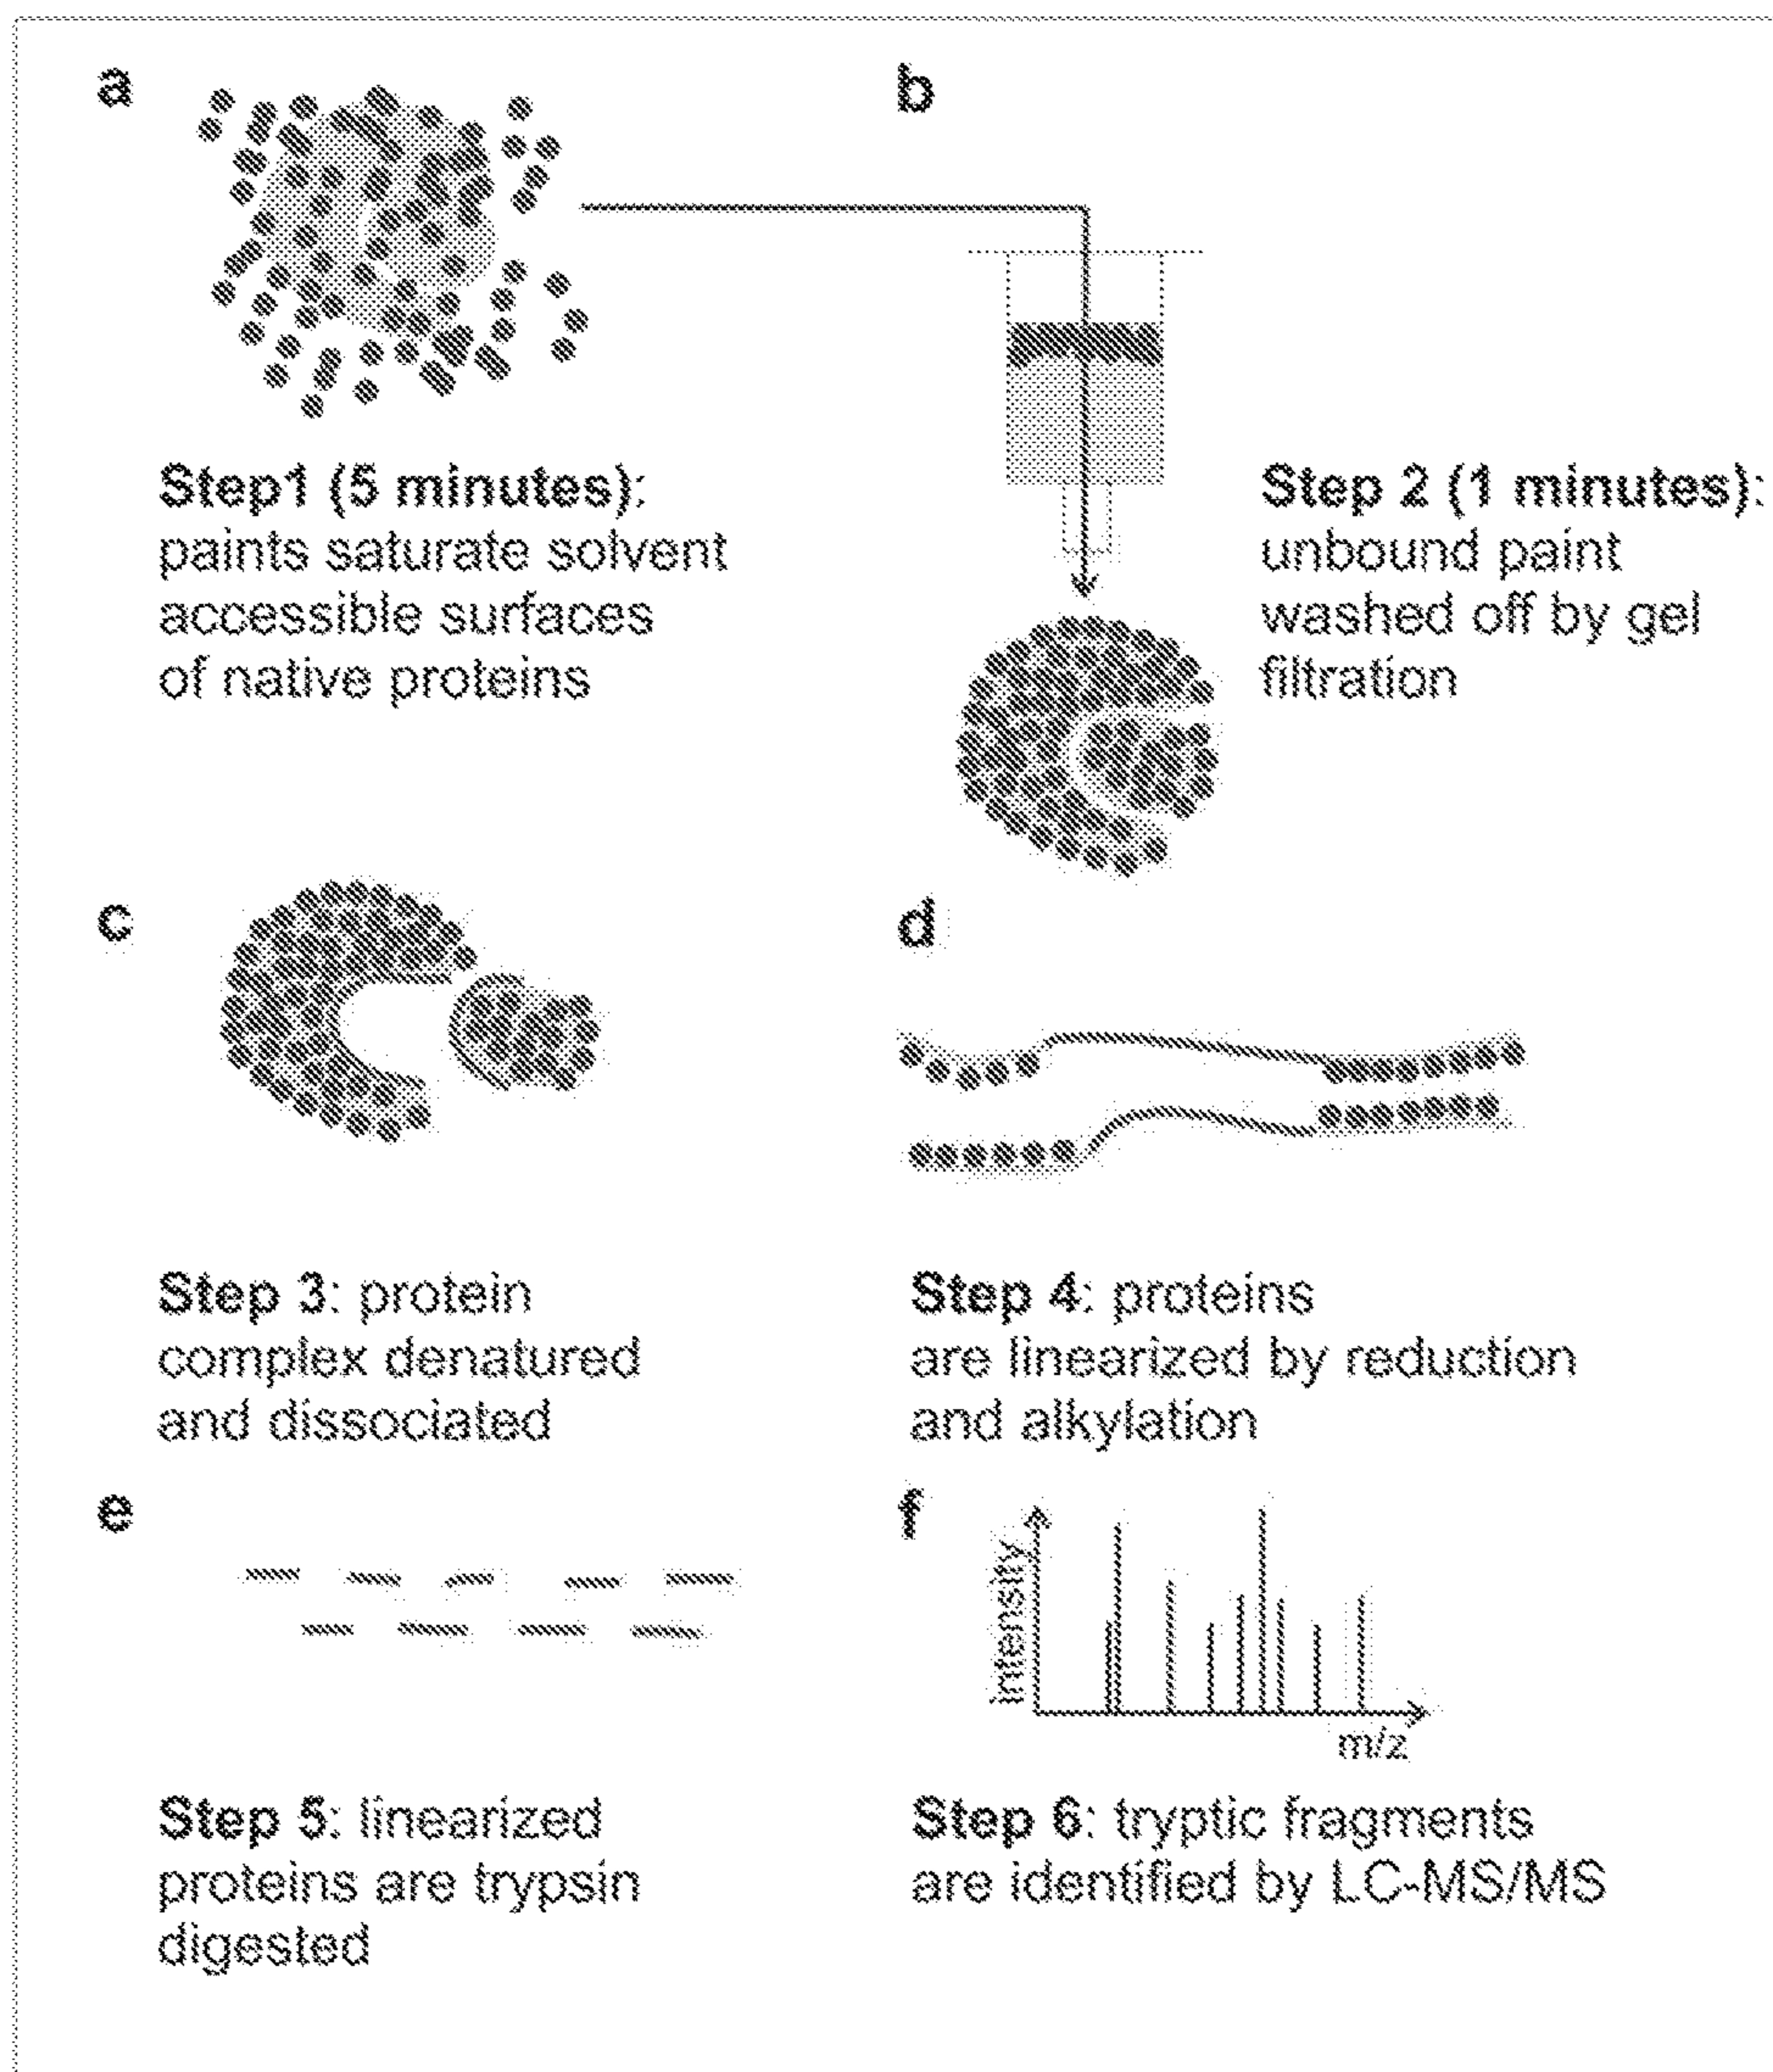 a
b
Step1 (5 minutes):
paints saturate solvent
accessible surfaces
of native proteins
Step 2 (1 minutes):
unbound paint
washed off by gel
filtration
c
d
Step 3: protein
complex denatured
and dissociated
Step 4: proteins
are linearized by reduction
and alkylation
e
f
intensity
m/z
Step 5: linearized
proteins are trypsin
digested
Step 6: tryptic fragments
are identified by LC-MS/MS